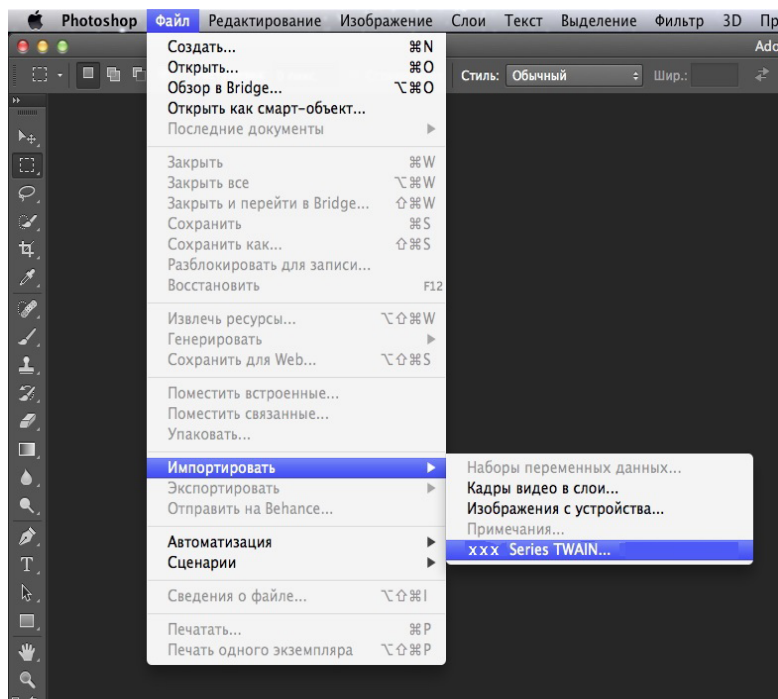 Photoshop Файл Редактирование Изображение Слои Текст Выделение Фильтр 3D Пр
Ado
Стиль: Обычный Шир.:
Создать... ⌘N
Открыть... ⌘O
Обзор в Bridge... ⌥⌘O
Открыть как смарт-объект...
Последние документы
Закрыть ⌘W
Закрыть все ⌥⌘W
Закрыть и перейти в Bridge... ⇧⌘W
Сохранить ⌘S
Сохранить как... ⇧⌘S
Разблокировать для записи...
Восстановить F12
Извлечь ресурсы... ⌥⇧⌘W
Генерировать
Сохранить для Web... ⌥⇧⌘S
Поместить встроенные...
Поместить связанные...
Упаковать...
Импортировать
Экспортировать
Отправить на Behance...
Автоматизация
Сценарии
Сведения о файле... ⌥⇧⌘I
Печатать... ⌘P
Печать одного экземпляра ⌥⇧⌘P
Наборы переменных данных...
Кадры видео в слои...
Изображения с устройства...
Примечания...
xxx Series TWAIN...